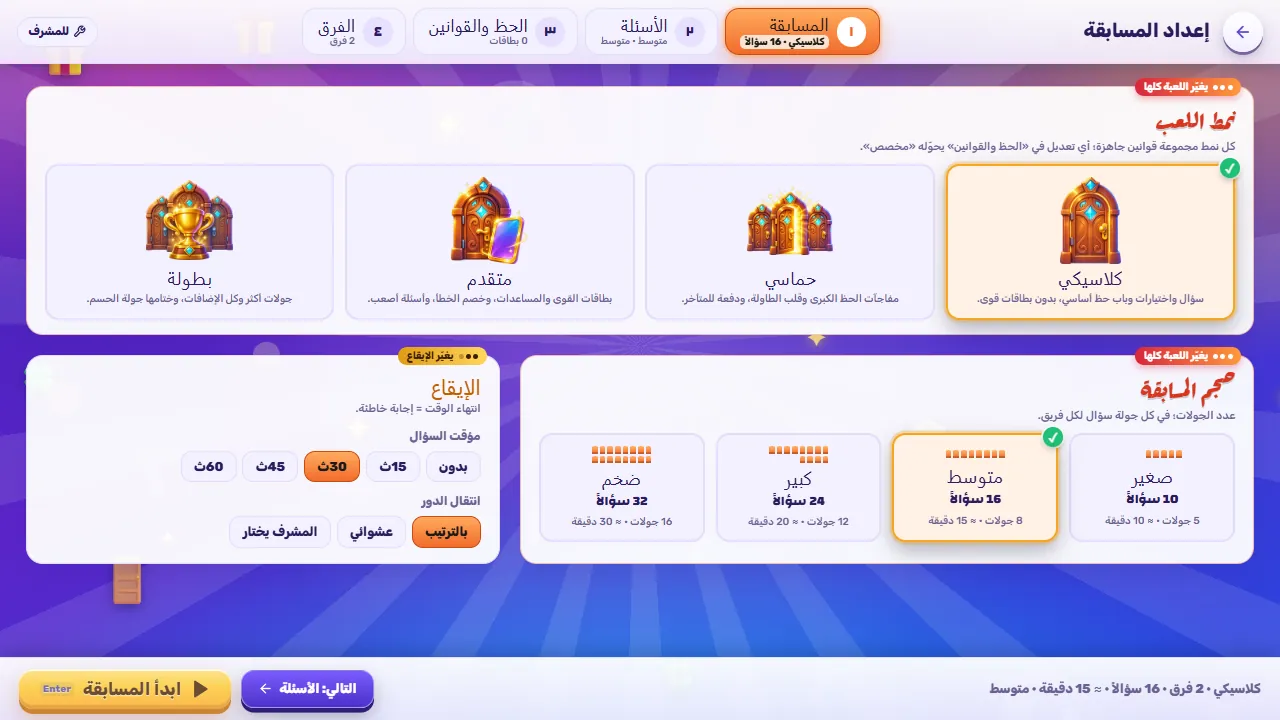 إعداد المسابقة
١ المسابقة
كلاسيكي • 16 سؤالاً
٢ الأسئلة
متوسط • متوسط
٣ الحظ والقوانين
0 بطاقات
٤ الفرق
2 فرق
للمشرف
يغيّر اللعبة كلها
نمط اللعب
كل نمط مجموعة قوانين جاهزة؛ أي تعديل في «الحظ والقوانين» يحوّله «مخصص».
كلاسيكي
سؤال واختيارات وباب حظ أساسي، بدون بطاقات قوى.
حماسي
مفاجآت الحظ الكبرى وقلب الطاولة، ودفعة للمتأخر.
متقدم
بطاقات القوى والمساعدات، وخصم الخطأ، وأسئلة أصعب.
بطولة
جولات أكثر وكل الإضافات، وختامها جولة الحسم.
يغيّر اللعبة كلها
حجم المسابقة
عدد الجولات؛ في كل جولة سؤال لكل فريق.
صغير
10 سؤالاً
5 جولات • ≈ 10 دقيقة
متوسط
16 سؤالاً
8 جولات • ≈ 15 دقيقة
كبير
24 سؤالاً
12 جولات • ≈ 20 دقيقة
ضخم
32 سؤالاً
16 جولات • ≈ 30 دقيقة
يغيّر الإيقاع
الإيقاع
انتهاء الوقت = إجابة خاطئة.
مؤقت السؤال
بدون 15ث 30ث 45ث 60ث
انتقال الدور
بالترتيب عشوائي المشرف يختار
كلاسيكي • 2 فرق • 16 سؤالاً • ≈ 15 دقيقة • متوسط
التالي: الأسئلة
ابدأ المسابقة Enter